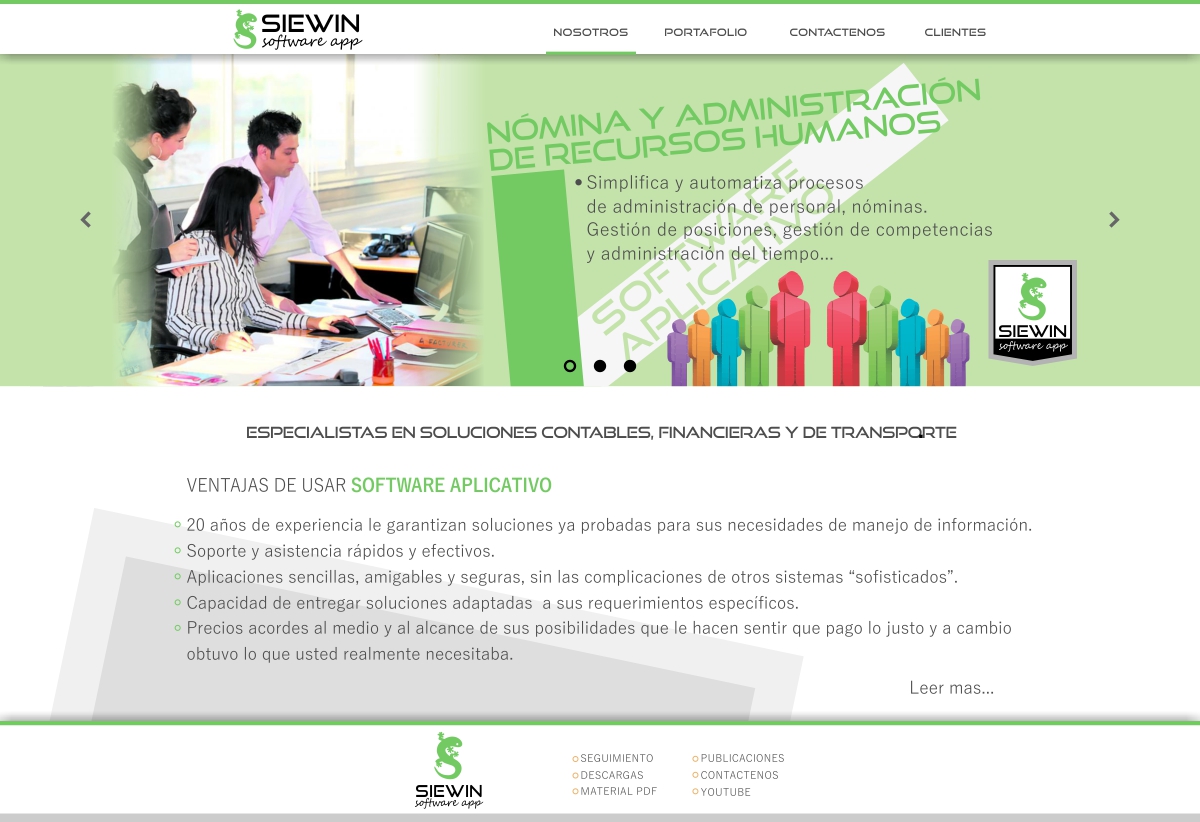 SIEWIN
software app
NOSOTROS
PORTAFOLIO
CONTACTENOS
CLIENTES
NÓMINA Y ADMINISTRACIÓN
DE RECURSOS HUMANOS
• Simplifica y automatiza procesos
de administración de personal, nóminas.
Gestión de posiciones, gestión de competencias
y administración del tiempo...
SOFTWARE
APLICATIVO
SIEWIN
software app
ESPECIALISTAS EN SOLUCIONES CONTABLES, FINANCIERAS Y DE TRANSPORTE
VENTAJAS DE USAR SOFTWARE APLICATIVO
20 años de experiencia le garantizan soluciones ya probadas para sus necesidades de manejo de información.
Soporte y asistencia rápidos y efectivos.
Aplicaciones sencillas, amigables y seguras, sin las complicaciones de otros sistemas “sofisticados”.
Capacidad de entregar soluciones adaptadas  a sus requerimientos específicos.
Precios acordes al medio y al alcance de sus posibilidades que le hacen sentir que pago lo justo y a cambio
obtuvo lo que usted realmente necesitaba.
Leer mas...
SIEWIN
software app
SEGUIMIENTO
DESCARGAS
MATERIAL PDF
PUBLICACIONES
CONTACTENOS
YOUTUBE